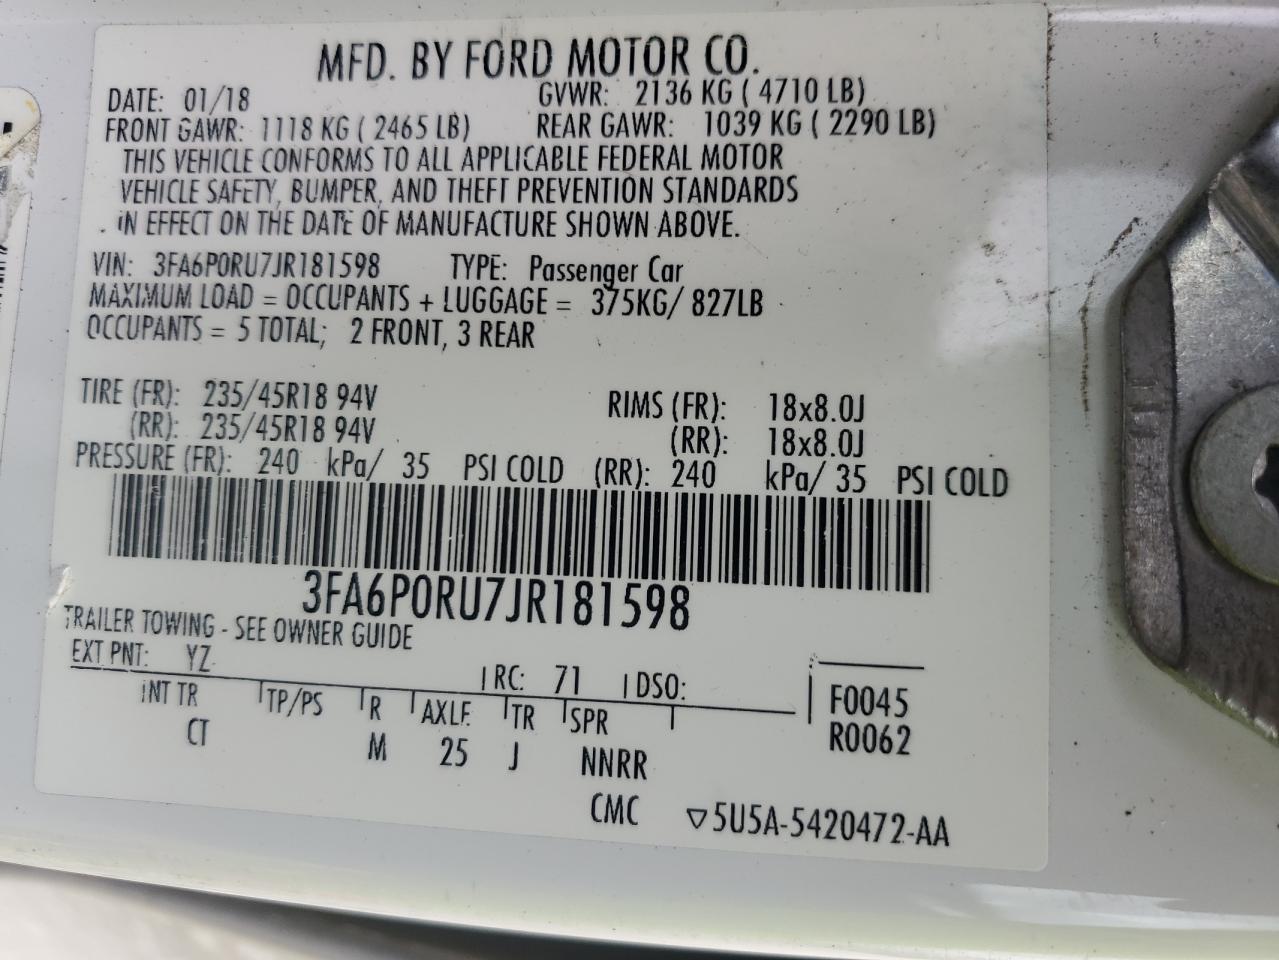 MFD. BY FORD MOTOR CO.
DATE: 01/18 GVWR: 2136 KG ( 4710 LB)
FRONT GAWR: 1118 KG ( 2465 LB) REAR GAWR: 1039 KG ( 2290 LB)
THIS VEHICLE CONFORMS TO ALL APPLICABLE FEDERAL MOTOR
VEHICLE SAFETY, BUMPER, AND THEFT PREVENTION STANDARDS
IN EFFECT ON THE DATE OF MANUFACTURE SHOWN ABOVE.
VIN: 3FA6P0RU7JR181598 TYPE: Passenger Car
MAXIMUM LOAD = OCCUPANTS + LUGGAGE = 375KG/ 827LB
OCCUPANTS = 5 TOTAL; 2 FRONT, 3 REAR
TIRE (FR): 235/45R18 94V RIMS (FR): 18x8.0J
(RR): 235/45R18 94V (RR): 18x8.0J
PRESSURE (FR): 240 kPa/ 35 PSI COLD (RR): 240 kPa/ 35 PSI COLD
3FA6P0RU7JR181598
TRAILER TOWING - SEE OWNER GUIDE
EXT PNT: YZ RC: 71 DSO:
INT TR TP/PS R AXLE TR SPR F0045
CT M 25 J NNRR R0062
CMC ▽5U5A-5420472-AA